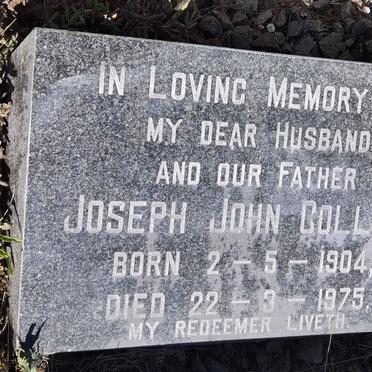 IN LOVING MEMORY
MY DEAR HUSBAND
AND OUR FATHER
JOSEPH JOHN COLL
BORN 2-5-1904,
DIED 22-3-1975.
MY REDEEMER LIVETH.